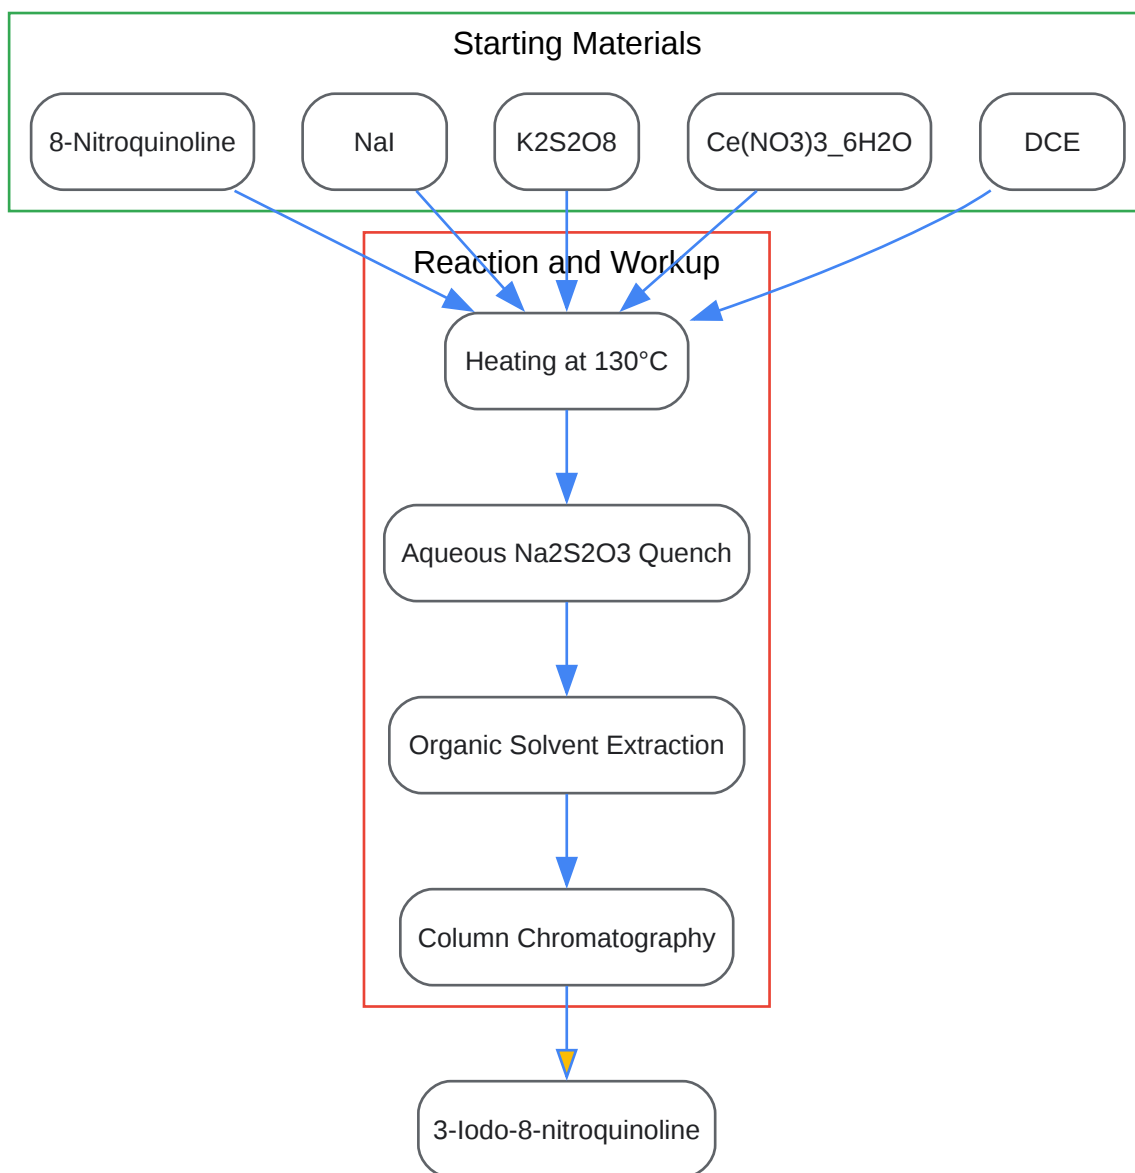 Starting Materials
8-Nitroquinoline
NaI
K2S2O8
Ce(NO3)3_6H2O
DCE
Reaction and Workup
Heating at 130°C
Aqueous Na2S2O3 Quench
Organic Solvent Extraction
Column Chromatography
3-Iodo-8-nitroquinoline